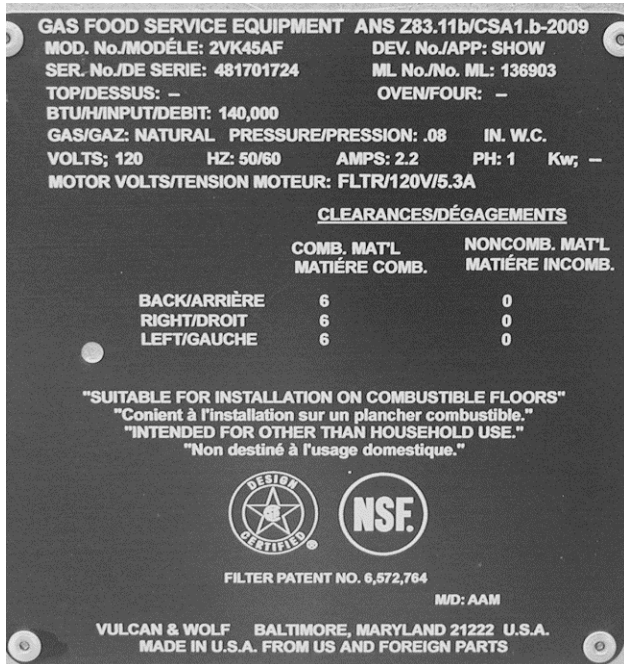 GAS FOOD SERVICE EQUIPMENT ANS Z83.11b/CSA1.b-2009
MOD. No./MODÉLE: 2VK45AF DEV. No./APP: SHOW
SER. No./DE SERIE: 481701724 ML No./No. ML: 136903
TOP/DESSUS: – OVEN/FOUR: –
BTU/H/INPUT/DEBIT: 140,000
GAS/GAZ: NATURAL PRESSURE/PRESSION: .08 IN. W.C.
VOLTS; 120 HZ: 50/60 AMPS: 2.2 PH: 1 Kw; –
MOTOR VOLTS/TENSION MOTEUR: FLTR/120V/5.3A
CLEARANCES/DÉGAGEMENTS
COMB. MAT'L NONCOMB. MAT'L
MATIÉRE COMB. MATIÉRE INCOMB.
BACK/ARRIÈRE 6 0
RIGHT/DROIT 6 0
LEFT/GAUCHE 6 0
"SUITABLE FOR INSTALLATION ON COMBUSTIBLE FLOORS"
"Conient à l'installation sur un plancher combustible."
"INTENDED FOR OTHER THAN HOUSEHOLD USE."
"Non destiné à l'usage domestique."
DESIGN
CERTIFIED ®
NSF.
FILTER PATENT NO. 6,572,764
M/D: AAM
VULCAN & WOLF BALTIMORE, MARYLAND 21222 U.S.A.
MADE IN U.S.A. FROM US AND FOREIGN PARTS